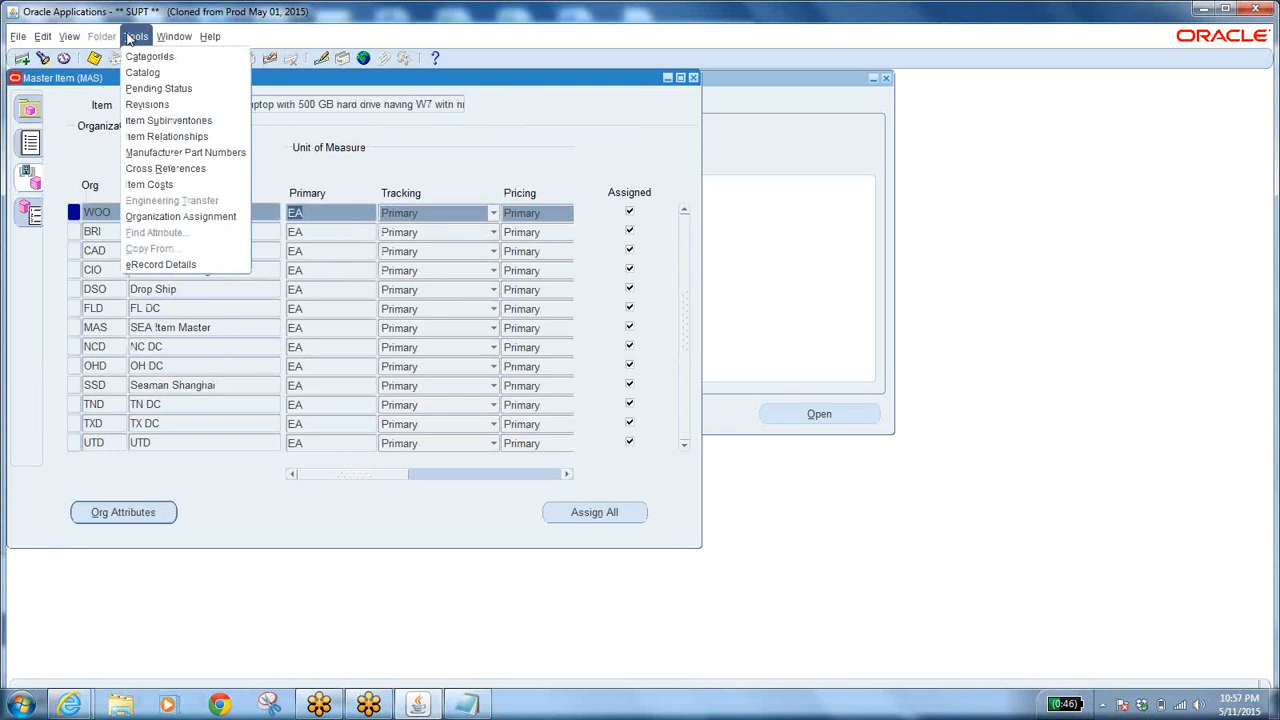 Oracle Applications - ** SUPT ** (Cloned from Prod May 01, 2015)
File Edit View Folder Tools Window Help
ORACLE
Master Item (MAS)
Categories
Catalog
Pending Status
Revisions
Item Subinventories
Item Relationships
Manufacturer Part Numbers
Cross References
Item Costs
Engineering Transfer
Organization Assignment
Find Attribute...
Copy From...
eRecord Details
Item with 500 GB hard drive having W7 with
Unit of Measure
Org Primary Tracking Pricing Assigned
WOO EA Primary Primary
BRI EA Primary Primary
CAD EA Primary Primary
CIO EA Primary Primary
DSO Drop Ship EA Primary Primary
FLD FL DC EA Primary Primary
MAS SEA Item Master EA Primary Primary
NCD NC DC EA Primary Primary
OHD OH DC EA Primary Primary
SSD Seaman Shanghai EA Primary Primary
TND TN DC EA Primary Primary
TXD TX DC EA Primary Primary
UTD UTD EA Primary Primary
Open
Org Attributes Assign All
(0:46)
10:57 PM
5/11/2015